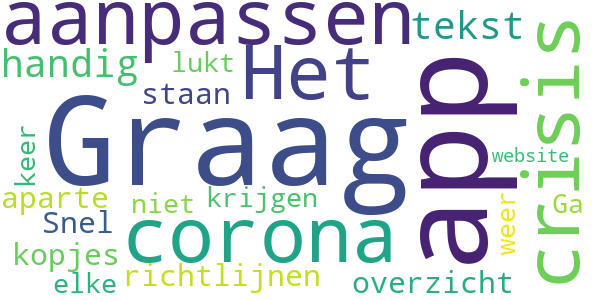 aanpassen
tekst
handig
lukt
Het
staan
Graag
app
crisis
keer
website
aparte
niet
krijgen
weer
Ga
Snel
corona
kopjes
elke
richtlijnen
overzicht